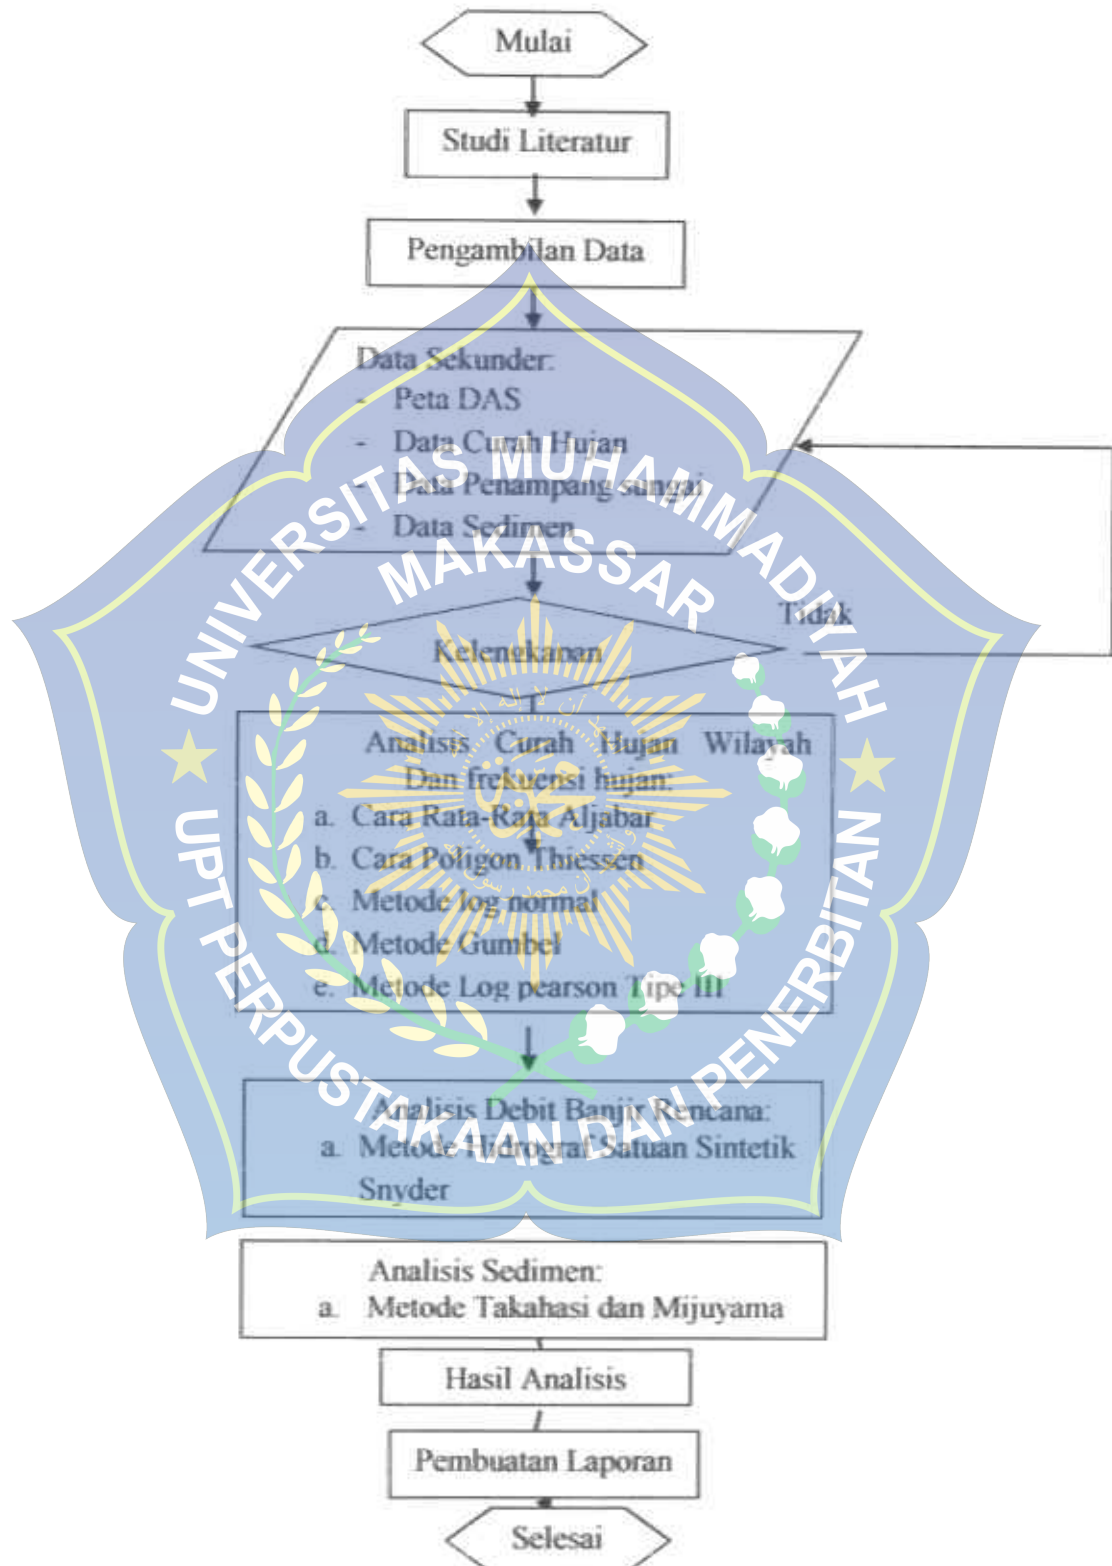 Mulai
Studi Literatur
Pengambilan Data
Data Sekunder:
- Peta DAS
- Data Curah Hujan
- Data Penampang sungai
- Data Sedimen
Tidak
Kelengkapan
Analisis Curah Hujan Wilayah
Dan frekuensi hujan:
a. Cara Rata-Rata Aljabar
b. Cara Poligon Thiessen
c. Metode log normal
d. Metode Gumbel
e. Metode Log pearson Tipe III
Analisis Debit Banjir Rencana:
a. Metode Hidrograf Satuan Sintetik
Snyder
Analisis Sedimen:
a. Metode Takahasi dan Mijuyama
Hasil Analisis
Pembuatan Laporan
Selesai
UNIVERSITAS MUHAMMADIYAH
MAKASSAR
UPT PERPUSTAKAAN DAN PENERBITAN